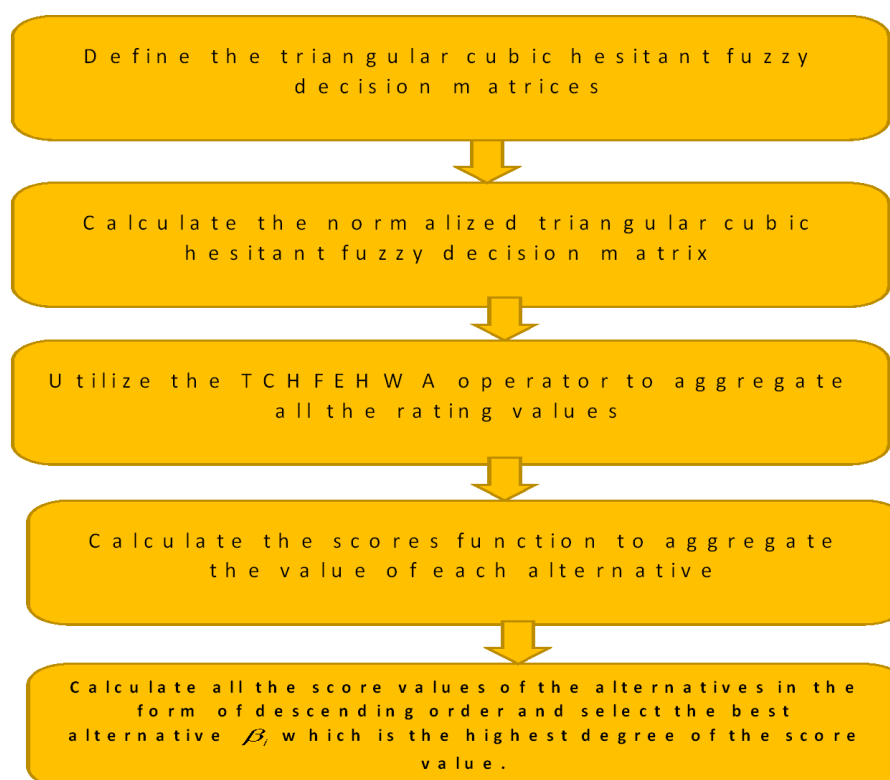 Define the triangular cubic hesitant fuzzy
decision matrices
Calculate the normalized triangular cubic
hesitant fuzzy decision matrix
Utilize the TCHFEHWA operator to aggregate
all the rating values
Calculate the scores function to aggregate
the value of each alternative
Calculate all the score values of the alternatives in the
form of descending order and select the best
alternative βᵢ which is the highest degree of the score
value.